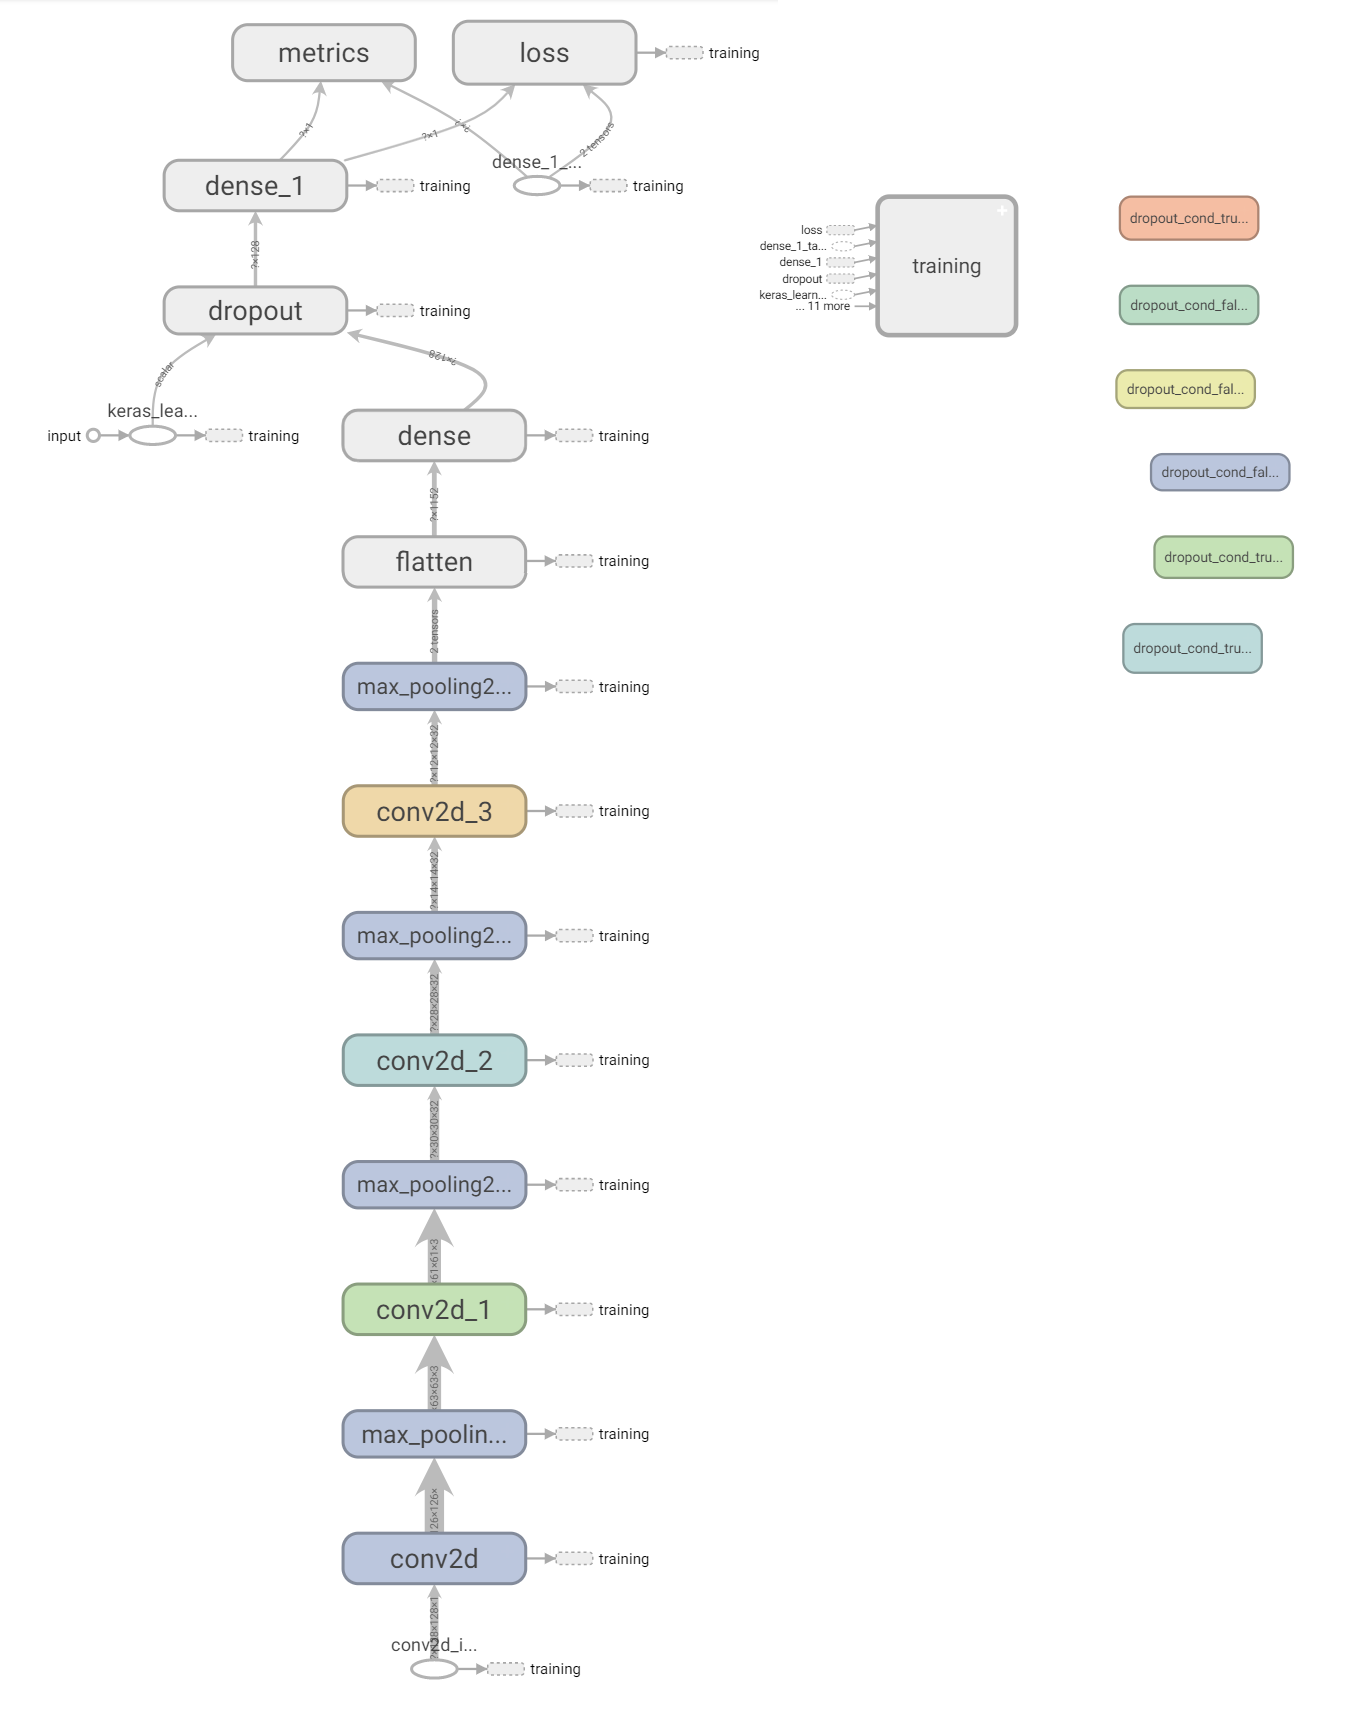 metrics
loss
training
?×1
?×1
?×?
2 tensors
dense_1_...
dense_1
training
training
?×128
dropout
training
scalar
?×128
keras_lea...
input
training
dense
training
?×1152
flatten
training
2 tensors
max_pooling2...
training
?×12×12×32
conv2d_3
training
?×14×14×32
max_pooling2...
training
?×28×28×32
conv2d_2
training
?×30×30×32
max_pooling2...
training
61×61×3
conv2d_1
training
63×63×3
max_poolin...
training
126×126×
conv2d
training
?×128×128×1
conv2d_i...
training
loss
dense_1_ta...
dense_1
dropout
keras_learn...
... 11 more
+
training
dropout_cond_tru...
dropout_cond_fal...
dropout_cond_fal...
dropout_cond_fal...
dropout_cond_tru...
dropout_cond_tru...